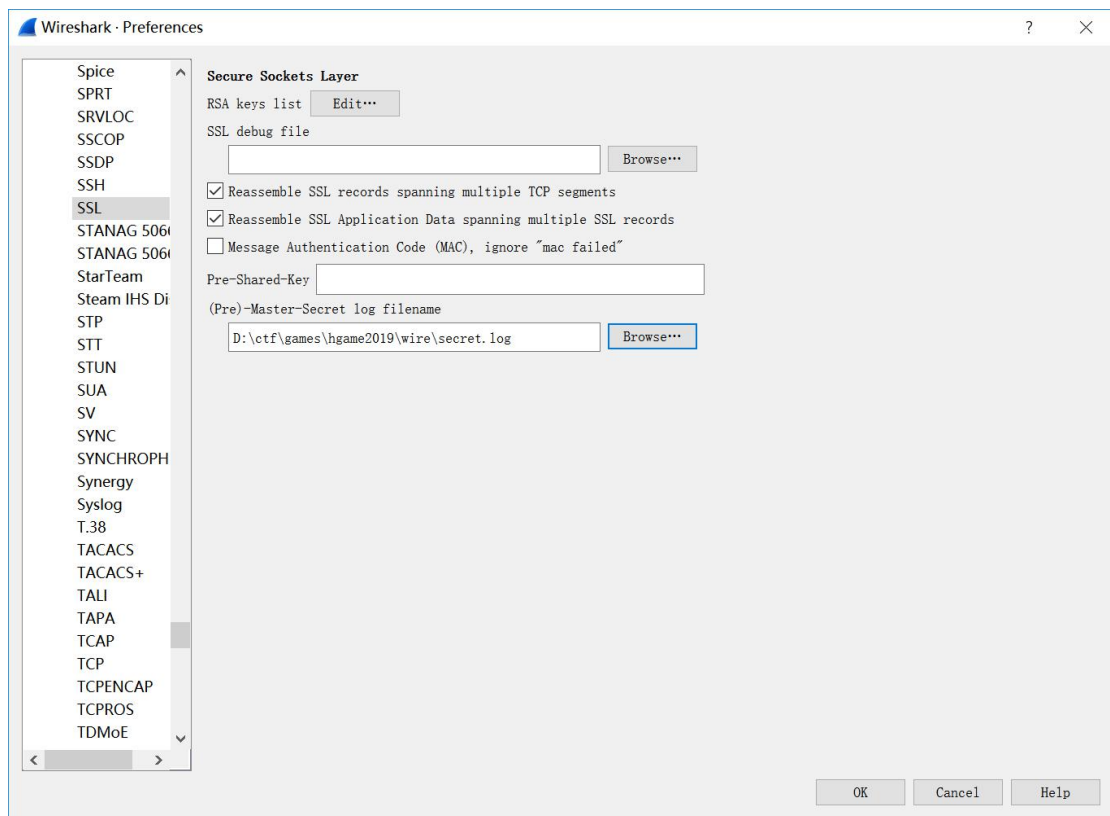 Wireshark · Preferences
?
Spice
SPRT
SRVLOC
SSCOP
SSDP
SSH
SSL
STANAG 506
STANAG 506
StarTeam
Steam IHS Di
STP
STT
STUN
SUA
SV
SYNC
SYNCHROPH
Synergy
Syslog
T.38
TACACS
TACACS+
TALI
TAPA
TCAP
TCP
TCPENCAP
TCPROS
TDMoE
Secure Sockets Layer
RSA keys list Edit…
SSL debug file
Browse…
Reassemble SSL records spanning multiple TCP segments
Reassemble SSL Application Data spanning multiple SSL records
Message Authentication Code (MAC), ignore "mac failed"
Pre-Shared-Key
(Pre)-Master-Secret log filename
D:\ctf\games\hgame2019\wire\secret.log Browse…
OK Cancel Help